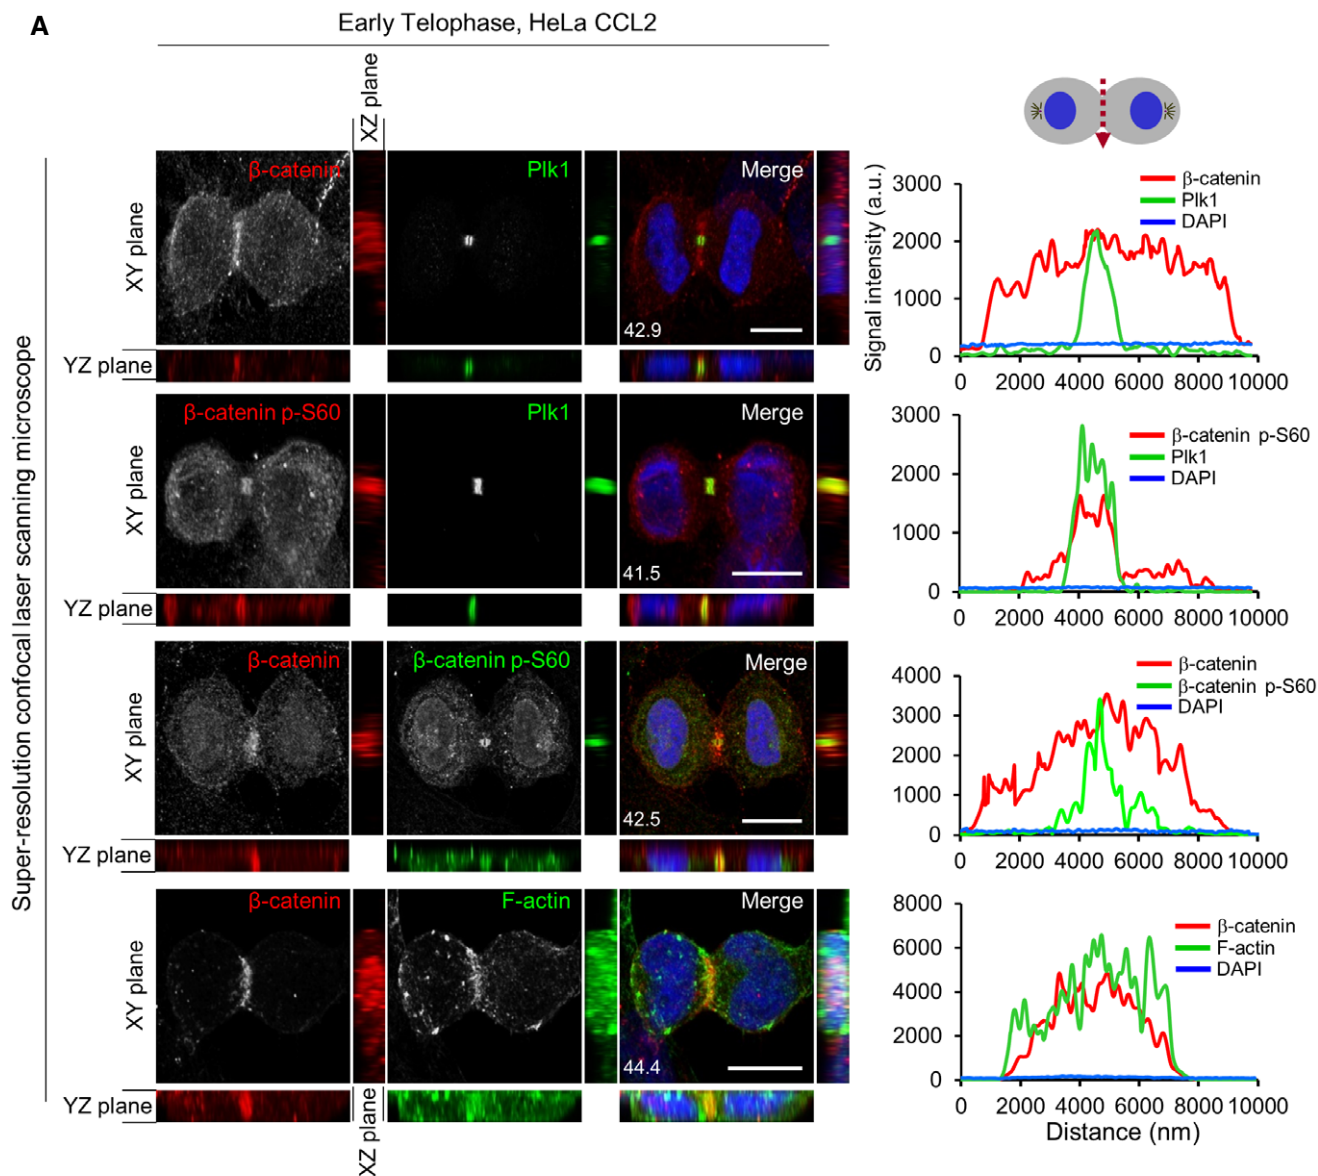 A
Early Telophase, HeLa CCL2
XZ plane
Super-resolution confocal laser scanning microscope
XY plane
β-catenin
Plk1
Merge
42.9
YZ plane
Signal intensity (a.u.)
β-catenin
Plk1
DAPI
3000
2000
1000
0
0 2000 4000 6000 8000 10000
XY plane
β-catenin p-S60
Plk1
Merge
41.5
YZ plane
β-catenin p-S60
Plk1
DAPI
3000
2000
1000
0
0 2000 4000 6000 8000 10000
XY plane
β-catenin
β-catenin p-S60
Merge
42.5
YZ plane
β-catenin
β-catenin p-S60
DAPI
4000
3000
2000
1000
0
0 2000 4000 6000 8000 10000
XY plane
β-catenin
F-actin
Merge
44.4
YZ plane
XZ plane
β-catenin
F-actin
DAPI
8000
6000
4000
2000
0
0 2000 4000 6000 8000 10000
Distance (nm)